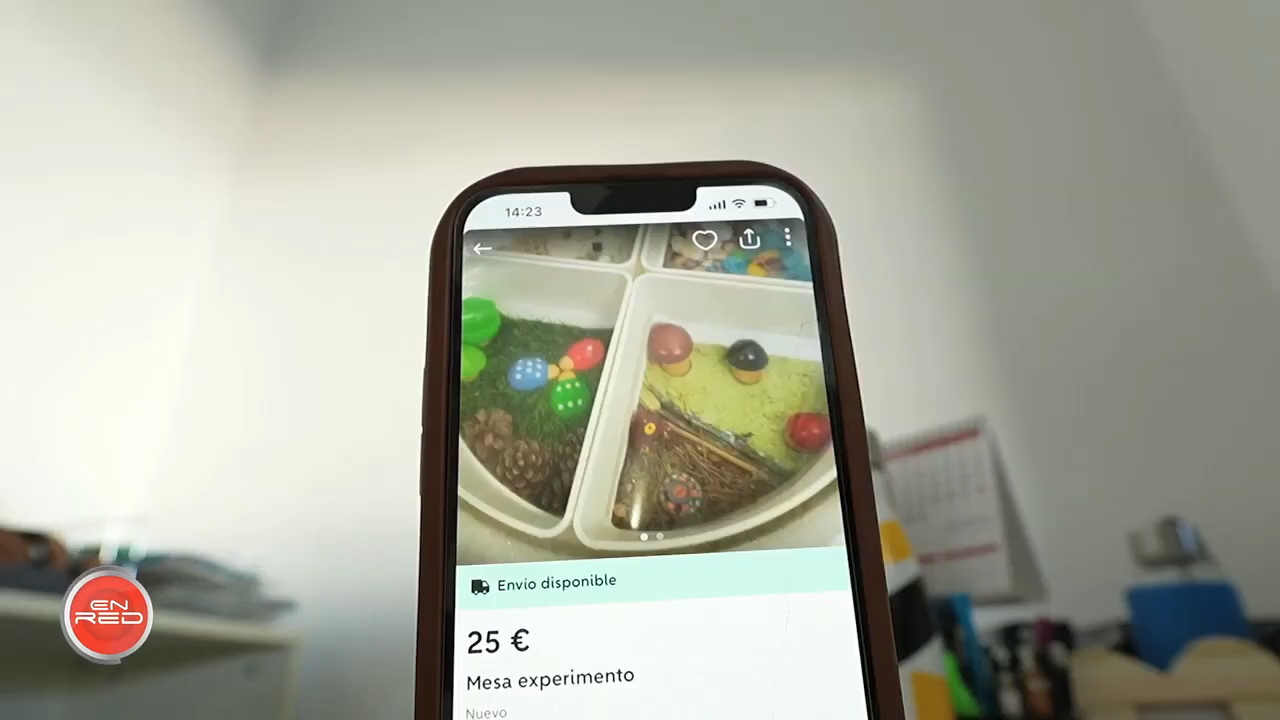 14:23
Envío disponible
25 €
Mesa experimento
Nuevo
EN
RED